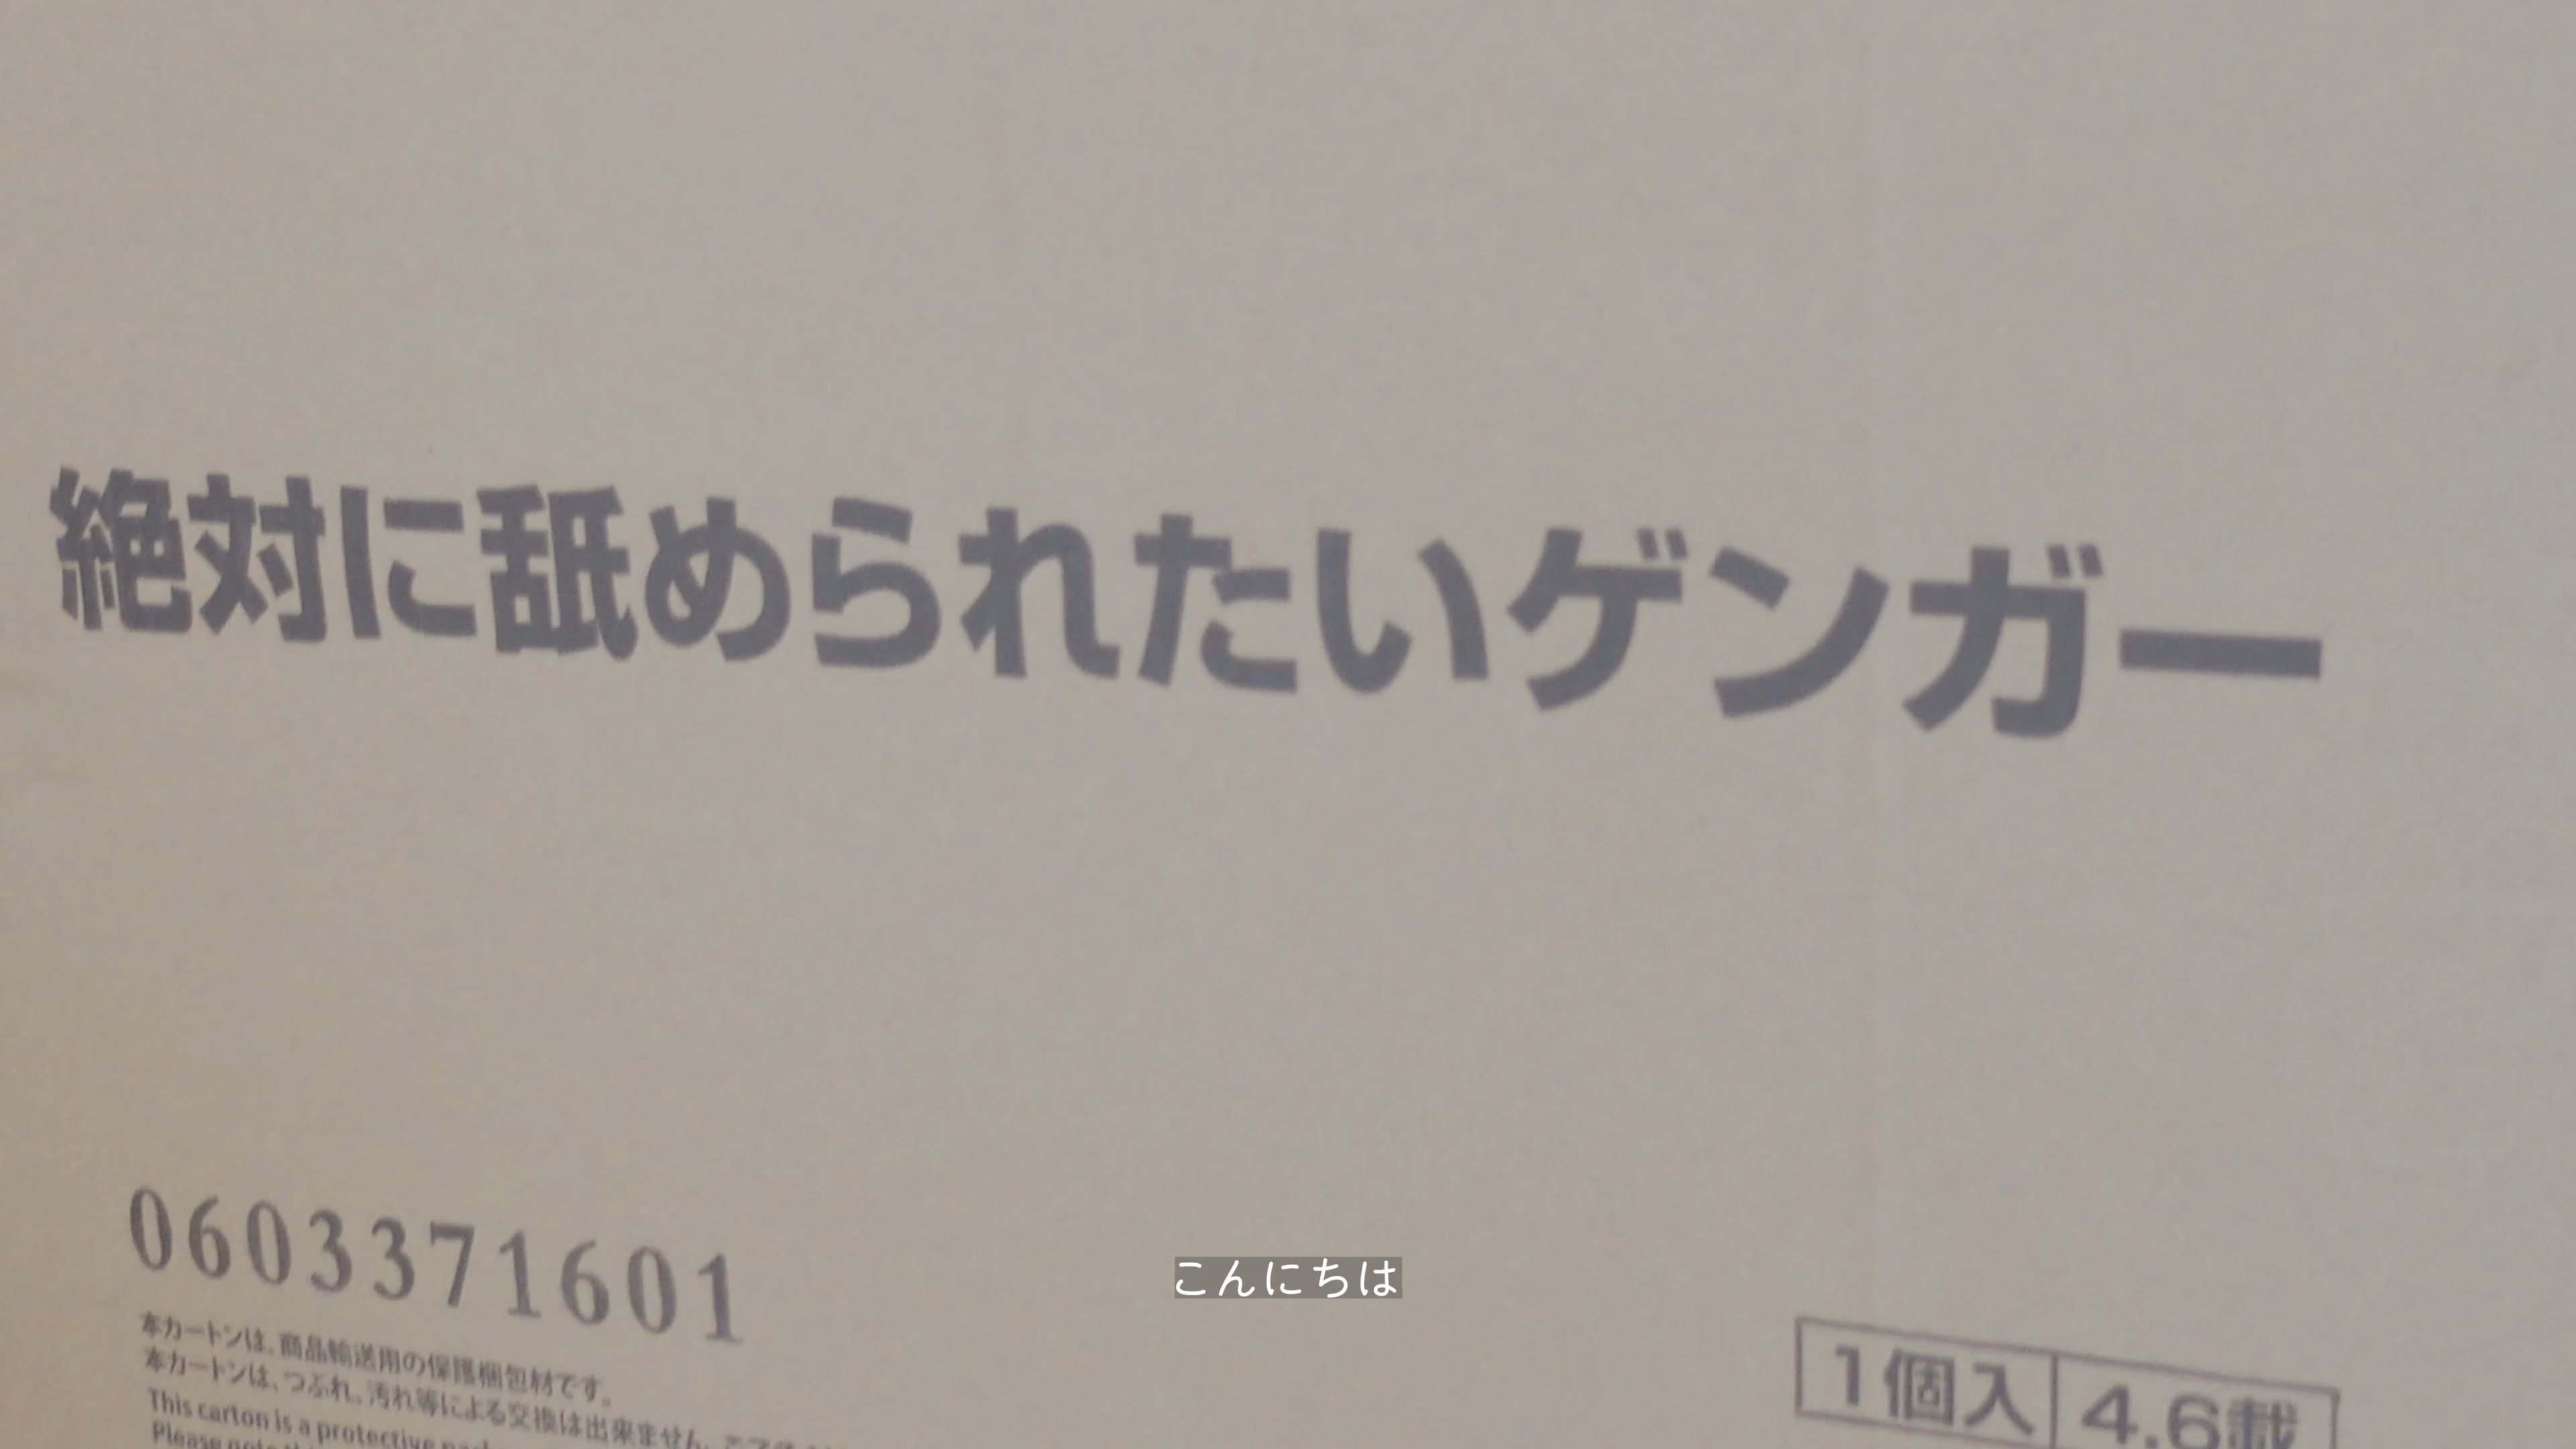 絶対に舐められたいゲンガー
0603371601
こんにちは
本カートンは、商品輸送用の保護梱包材です。
本カートンは、つぶれ、汚れ等による交換は出来ません。
This carton is a protective
Please note
1個入 4.6載